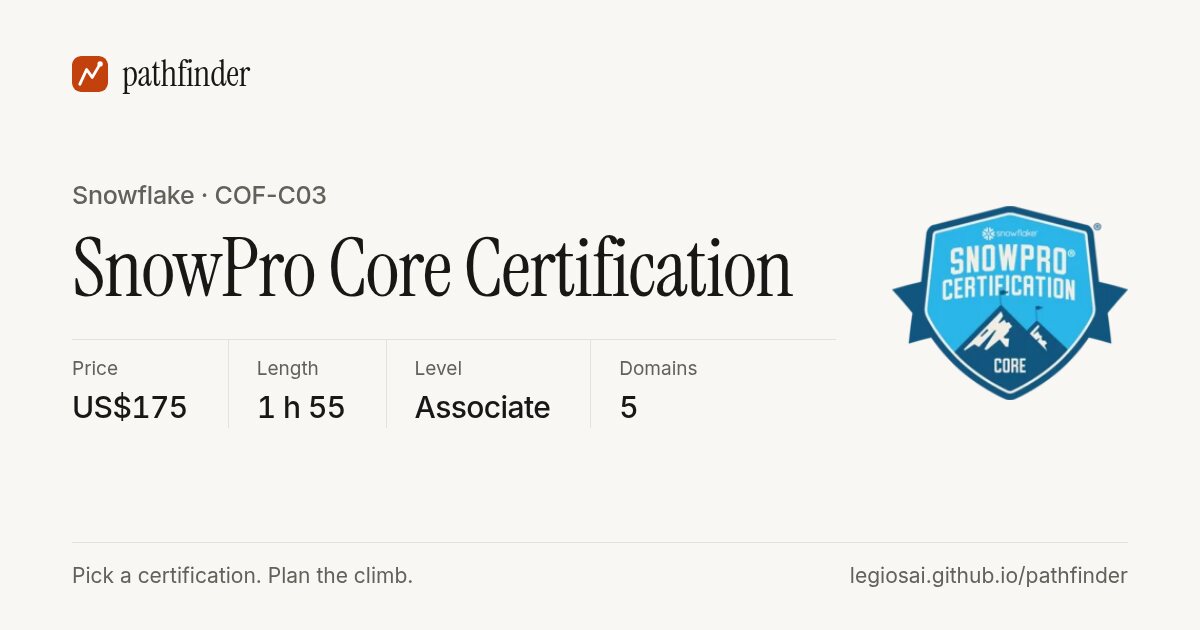 pathfinder
Snowflake · COF-C03
SnowPro Core Certification
Price
US$175
Length
1 h 55
Level
Associate
Domains
5
snowflake®
SNOWPRO®
CERTIFICATION
CORE
Pick a certification. Plan the climb.
legiosai.github.io/pathfinder